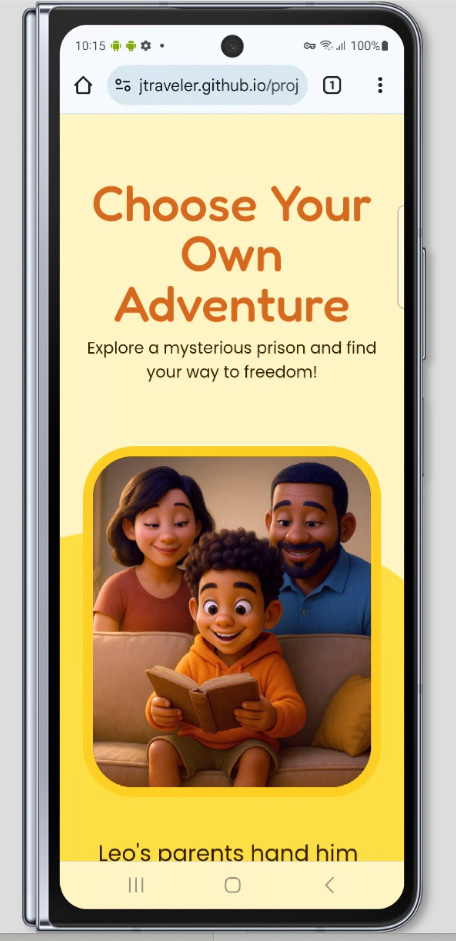 10:15
100%
jtraveler.github.io/proj
1
Choose Your
Own
Adventure
Explore a mysterious prison and find
your way to freedom!
Leo's parents hand him